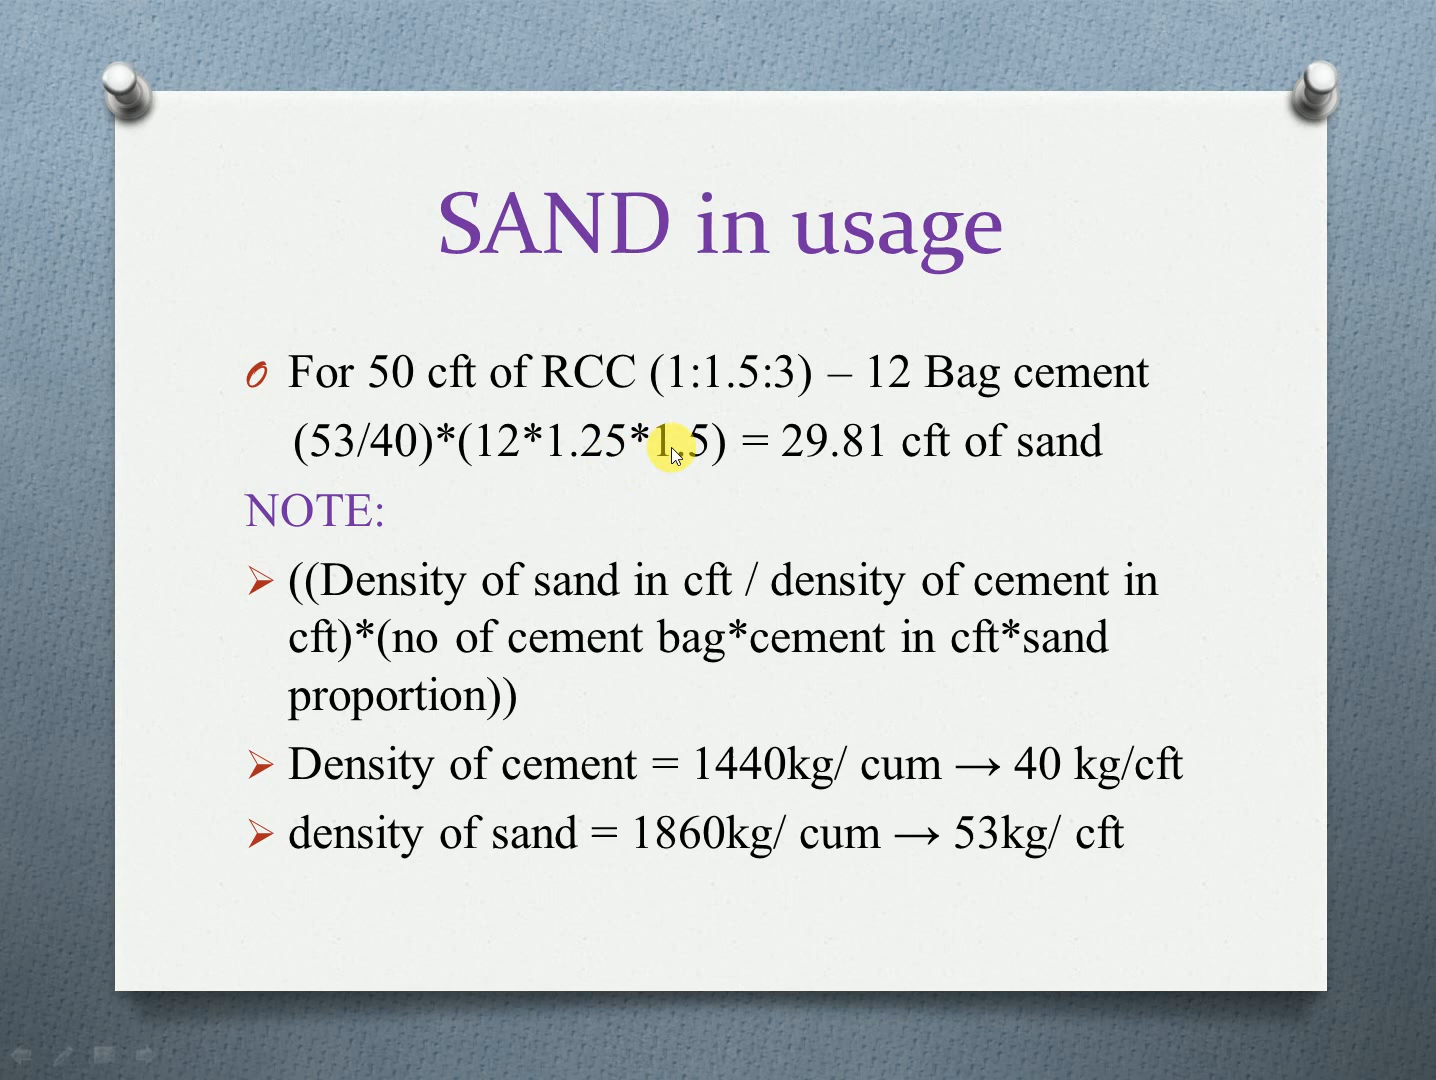 SAND in usage
For 50 cft of RCC (1:1.5:3) – 12 Bag cement
(53/40)*(12*1.25*1.5) = 29.81 cft of sand
NOTE:
➢ ((Density of sand in cft / density of cement in
cft)*(no of cement bag*cement in cft*sand
proportion))
➢ Density of cement = 1440kg/ cum → 40 kg/cft
➢ density of sand = 1860kg/ cum → 53kg/ cft